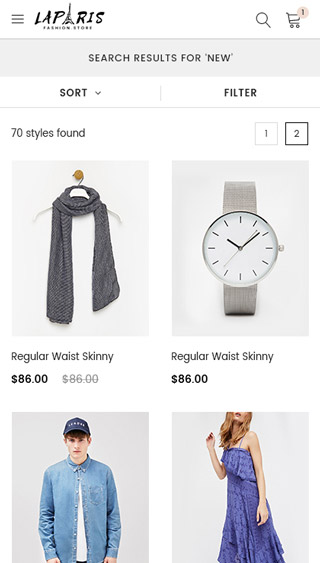 LAPARIS
FASHION STORE
1
SEARCH RESULTS FOR 'NEW'
SORT
FILTER
70 styles found
1
2
Regular Waist Skinny
$86.00 $86.00
Regular Waist Skinny
$86.00